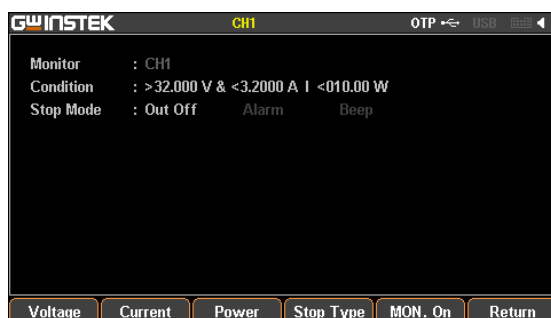 GWINSTEK CH1 OTP USB
Monitor : CH1
Condition : >32.000 V & <3.2000 A | <010.00 W
Stop Mode : Out Off Alarm Beep
Voltage Current Power Stop Type MON. On Return